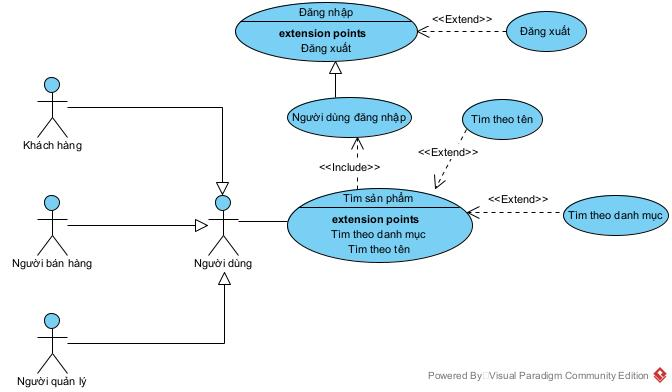 Đăng nhập
extension points
Đăng xuất
<<Extend>>
Đăng xuất
Khách hàng
Người dùng đăng nhập
Tìm theo tên
<<Extend>>
<<Include>>
Tìm sản phẩm
extension points
Tìm theo danh mục
Tìm theo tên
<<Extend>>
Tìm theo danh mục
Người bán hàng
Người dùng
Người quản lý
Powered By Visual Paradigm Community Edition